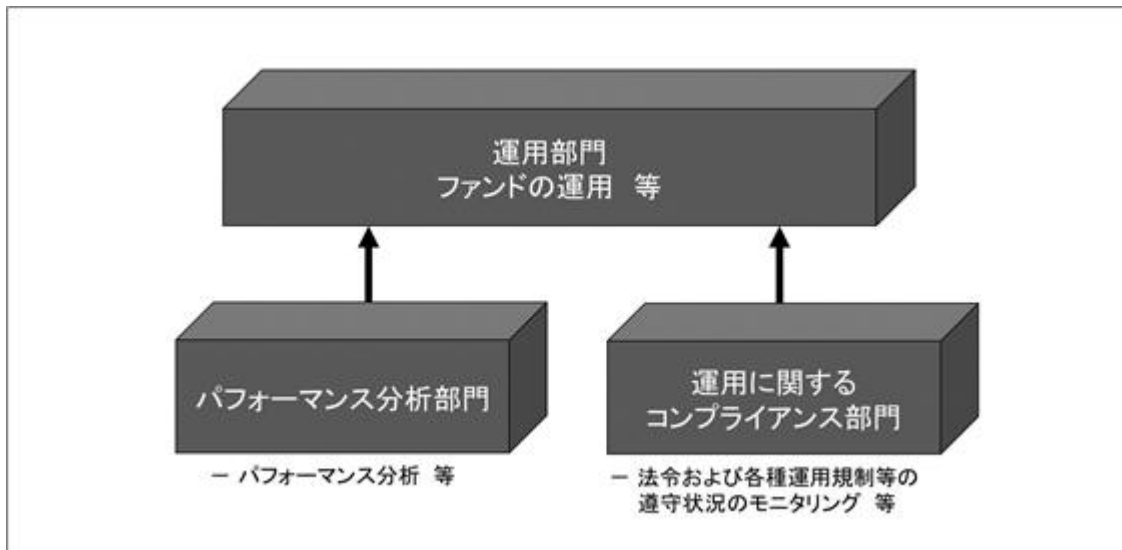 運用部門
ファンドの運用　等
パフォーマンス分析部門
－ パフォーマンス分析　等
運用に関する
コンプライアンス部門
－ 法令および各種運用規制等の
遵守状況のモニタリング　等